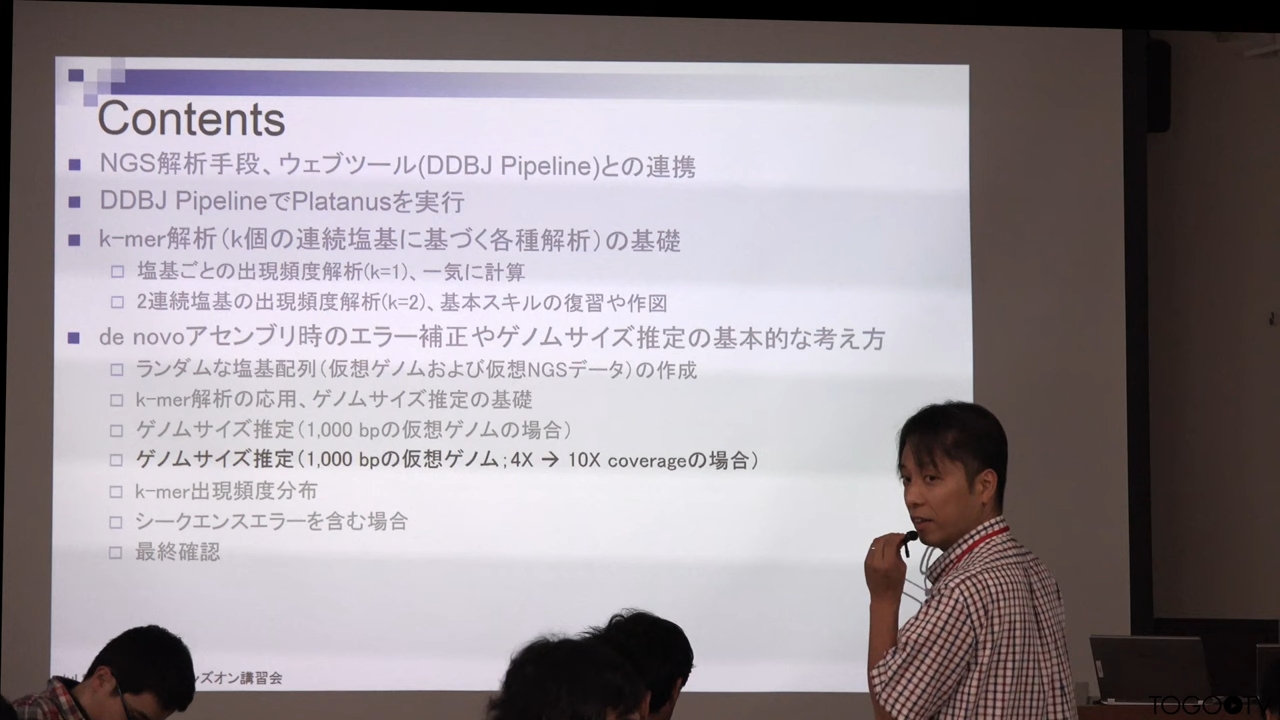 Contents
NGS解析手段、ウェブツール(DDBJ Pipeline)との連携
DDBJ PipelineでPlatanusを実行
k-mer解析(k個の連続塩基に基づく各種解析)の基礎
塩基ごとの出現頻度解析(k=1)、一気に計算
2連続塩基の出現頻度解析(k=2)、基本スキルの復習や作図
de novoアセンブリ時のエラー補正やゲノムサイズ推定の基本的な考え方
ランダムな塩基配列(仮想ゲノムおよび仮想NGSデータ)の作成
k-mer解析の応用、ゲノムサイズ推定の基礎
ゲノムサイズ推定(1,000 bpの仮想ゲノムの場合)
ゲノムサイズ推定(1,000 bpの仮想ゲノム;4X → 10X coverageの場合)
k-mer出現頻度分布
シークエンスエラーを含む場合
最終確認
ズオン講習会
TOGOTV